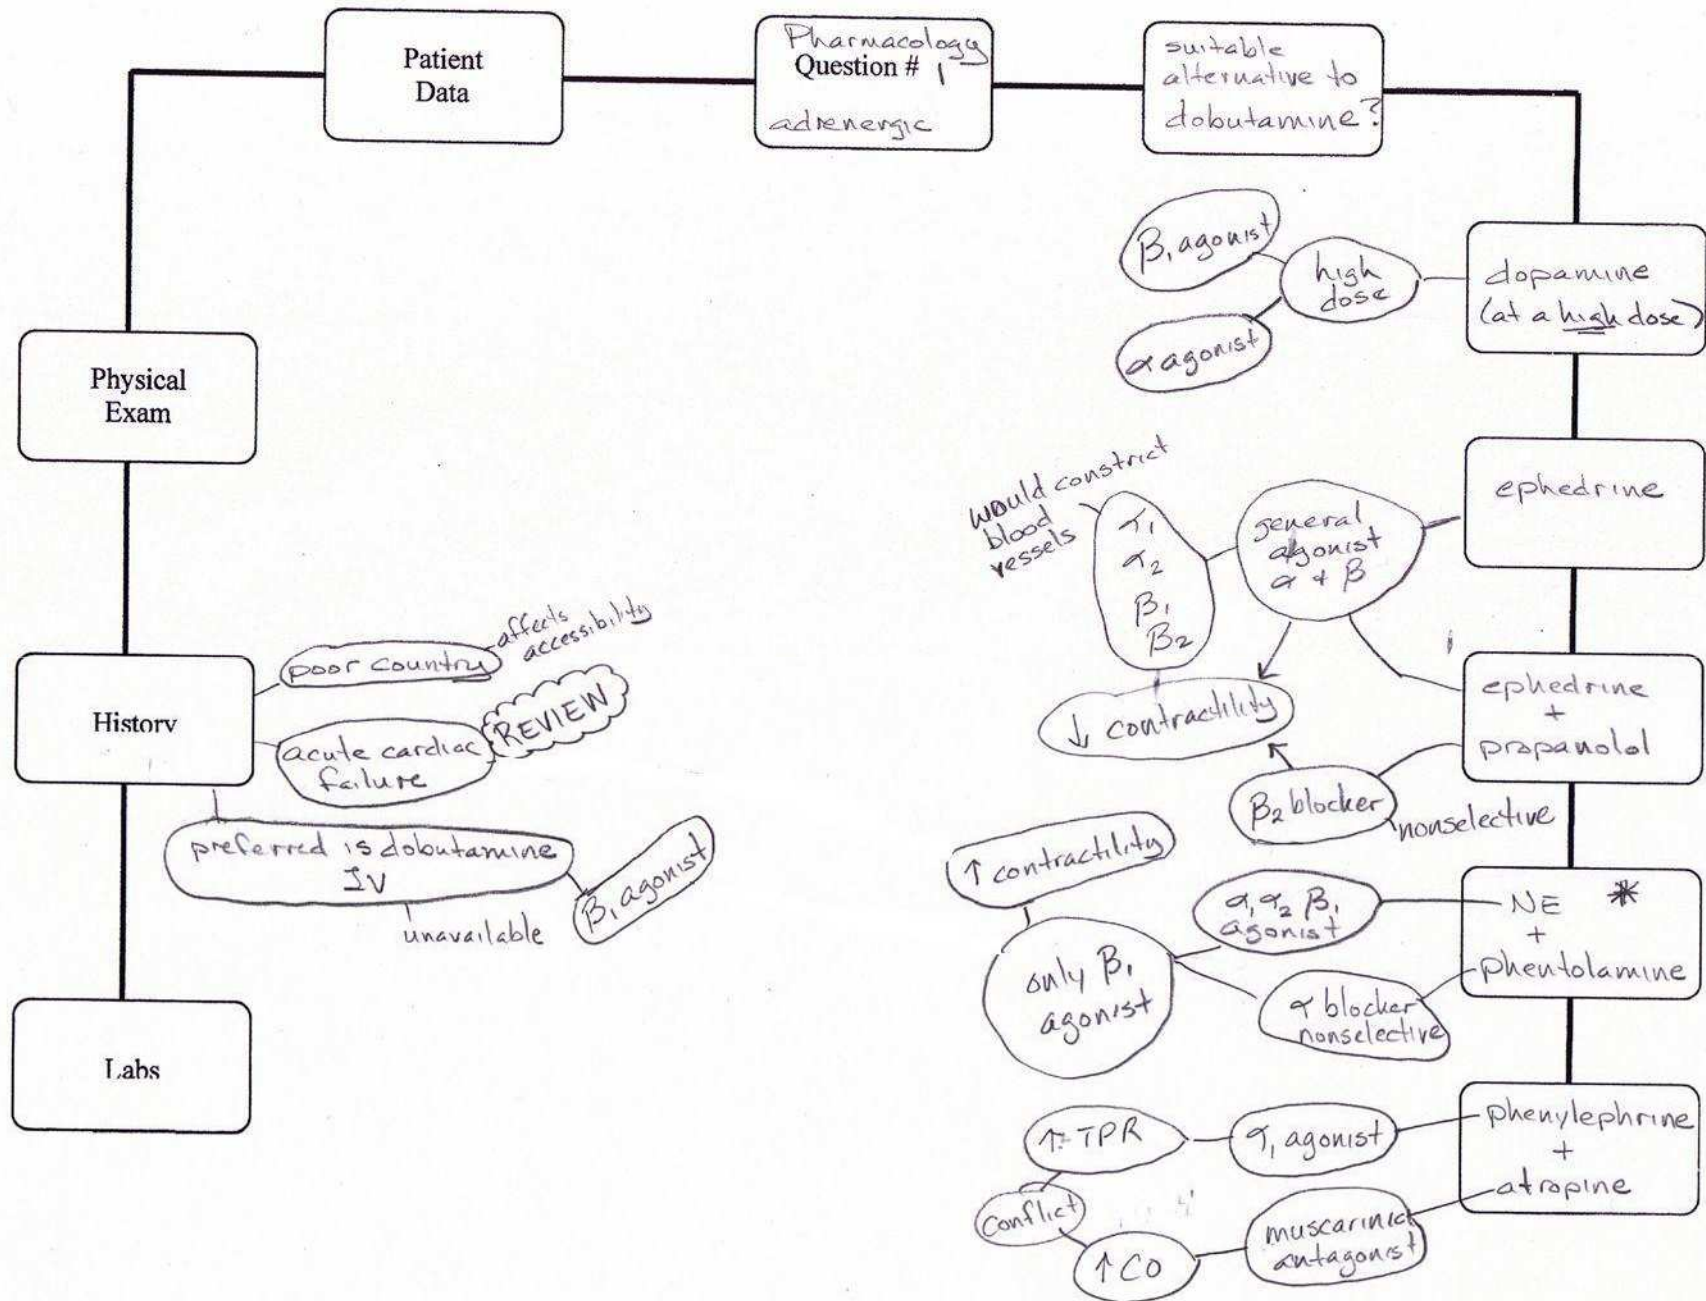 Patient
Data
Pharmacology
Question # 1
adrenergic
suitable
alternative to
dobutamine?
Physical
Exam
History
Labs
poor country
affects
accessibility
acute cardiac
failure
REVIEW
preferred is dobutamine
IV
unavailable
β₁ agonist
dopamine
(at a high dose)
high
dose
β₁ agonist
α agonist
ephedrine
general
agonist
α + β
α₁
α₂
β₁
β₂
would constrict
blood
vessels
↓ contractility
ephedrine
+
propanolol
β₂ blocker
nonselective
NE *
+
phentolamine
α₁ α₂ β₁
agonist
α blocker
nonselective
only β₁
agonist
↑ contractility
phenylephrine
+
atropine
α₁ agonist
↑ TPR
conflict
↑ CO
muscarinic
antagonist